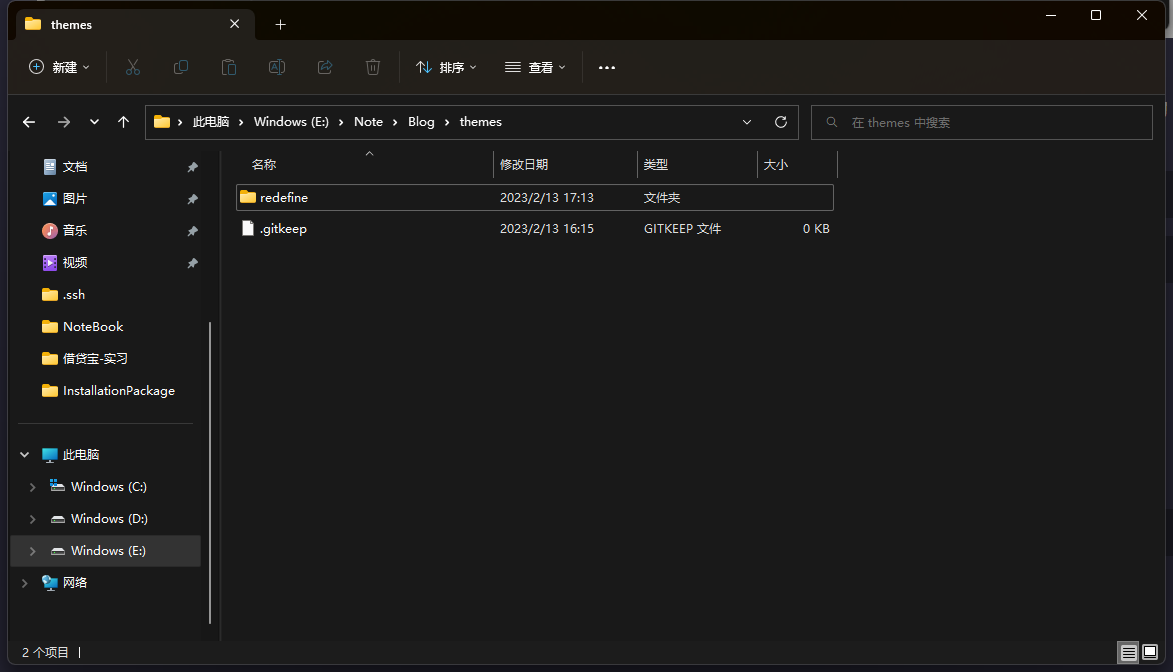 themes
新建
排序
查看
此电脑 Windows (E:) Note Blog themes
在 themes 中搜索
名称 修改日期 类型 大小
redefine 2023/2/13 17:13 文件夹
.gitkeep 2023/2/13 16:15 GITKEEP 文件 0 KB
文档
图片
音乐
视频
.ssh
NoteBook
借贷宝-实习
InstallationPackage
此电脑
Windows (C:)
Windows (D:)
Windows (E:)
网络
2 个项目